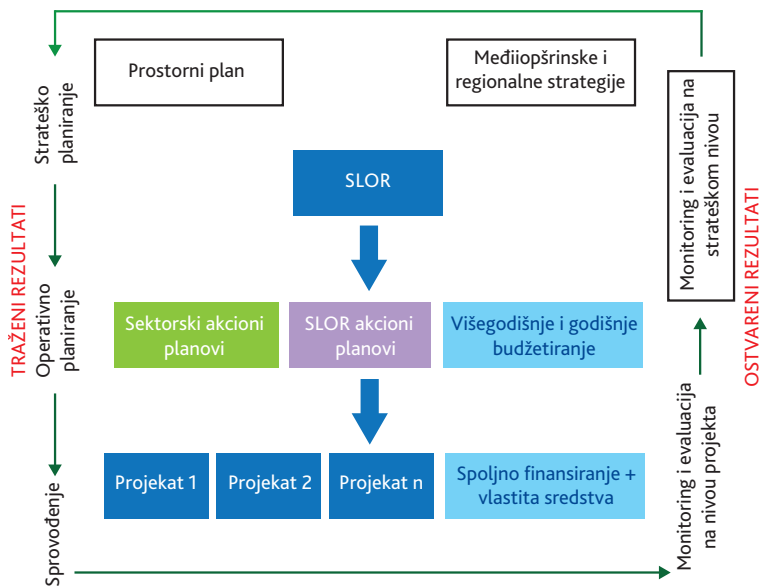 Prostorni plan
Međiiopšrinske i
regionalne strategije
Strateško
planiranje
SLOR
Monitoring i evaluacija na
strateškom nivou
TRAŽENI REZULTATI
OSTVARENI REZULTATI
Operativno
planiranje
Sektorski akcioni
planovi
SLOR akcioni
planovi
Višegodišnje i godišnje
budžetiranje
Projekat 1
Projekat 2
Projekat n
Spoljno finansiranje +
vlastita sredstva
Sprovođenje
Monitoring i evaluacija
na nivou projekta